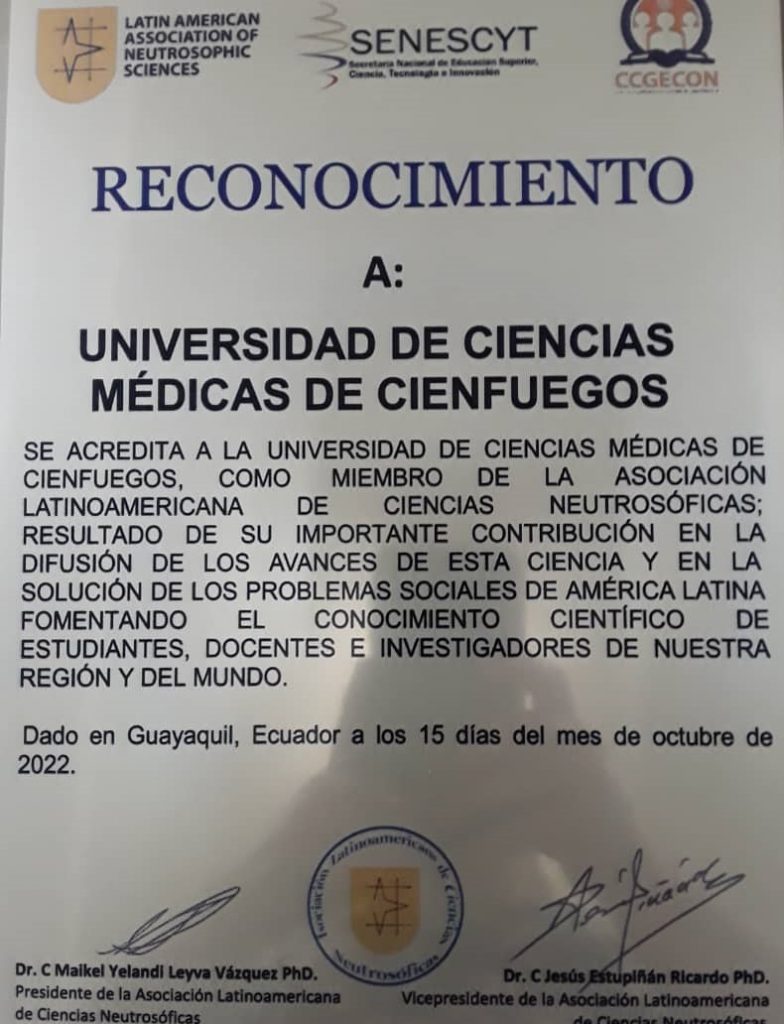 LATIN AMERICAN
ASSOCIATION OF
NEUTROSOPHIC
SCIENCES
SENESCYT
Secretaría Nacional de Educación Superior,
Ciencia, Tecnología e Innovación
CCGECON
RECONOCIMIENTO
A:
UNIVERSIDAD DE CIENCIAS
MÉDICAS DE CIENFUEGOS
SE ACREDITA A LA UNIVERSIDAD DE CIENCIAS MÉDICAS DE
CIENFUEGOS, COMO MIEMBRO DE LA ASOCIACIÓN
LATINOAMERICANA DE CIENCIAS NEUTROSÓFICAS;
RESULTADO DE SU IMPORTANTE CONTRIBUCIÓN EN LA
DIFUSIÓN DE LOS AVANCES DE ESTA CIENCIA Y EN LA
SOLUCIÓN DE LOS PROBLEMAS SOCIALES DE AMÉRICA LATINA
FOMENTANDO EL CONOCIMIENTO CIENTÍFICO DE
ESTUDIANTES, DOCENTES E INVESTIGADORES DE NUESTRA
REGIÓN Y DEL MUNDO.
Dado en Guayaquil, Ecuador a los 15 días del mes de octubre de
2022.
Asociación Latinoamericana de Ciencias
Neutrosóficas
Dr. C Maikel Yelandi Leyva Vázquez PhD.
Presidente de la Asociación Latinoamericana
de Ciencias Neutrosóficas
Dr. C Jesús Estupiñán Ricardo PhD.
Vicepresidente de la Asociación Latinoamericana
de Ciencias Neutrosóficas